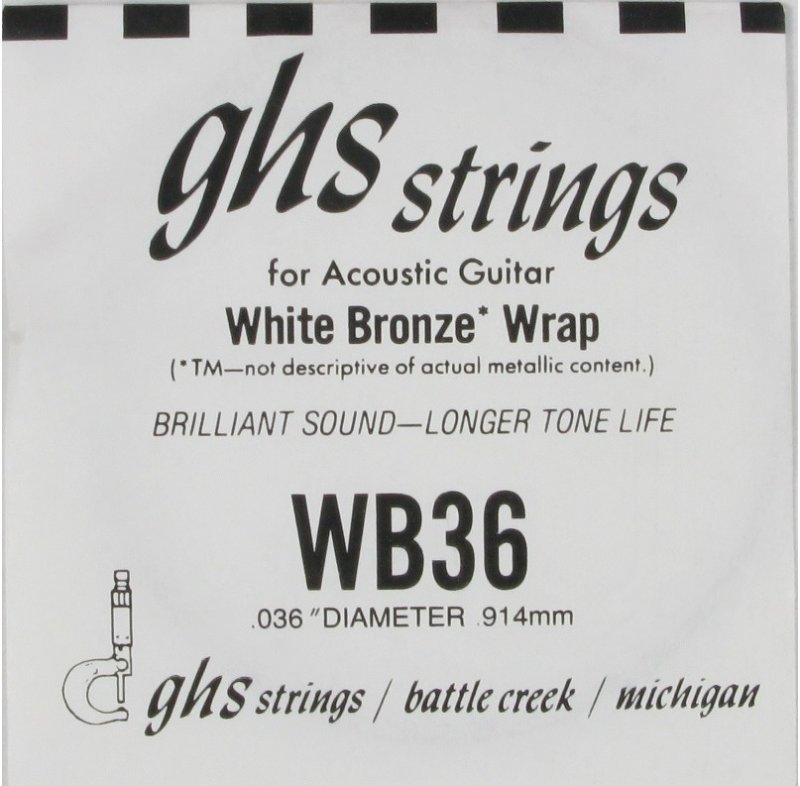 ghs strings
for Acoustic Guitar
White Bronze* Wrap
(*TM—not descriptive of actual metallic content.)
BRILLIANT SOUND—LONGER TONE LIFE
WB36
.036″ DIAMETER .914mm
ghs strings / battle creek / michigan